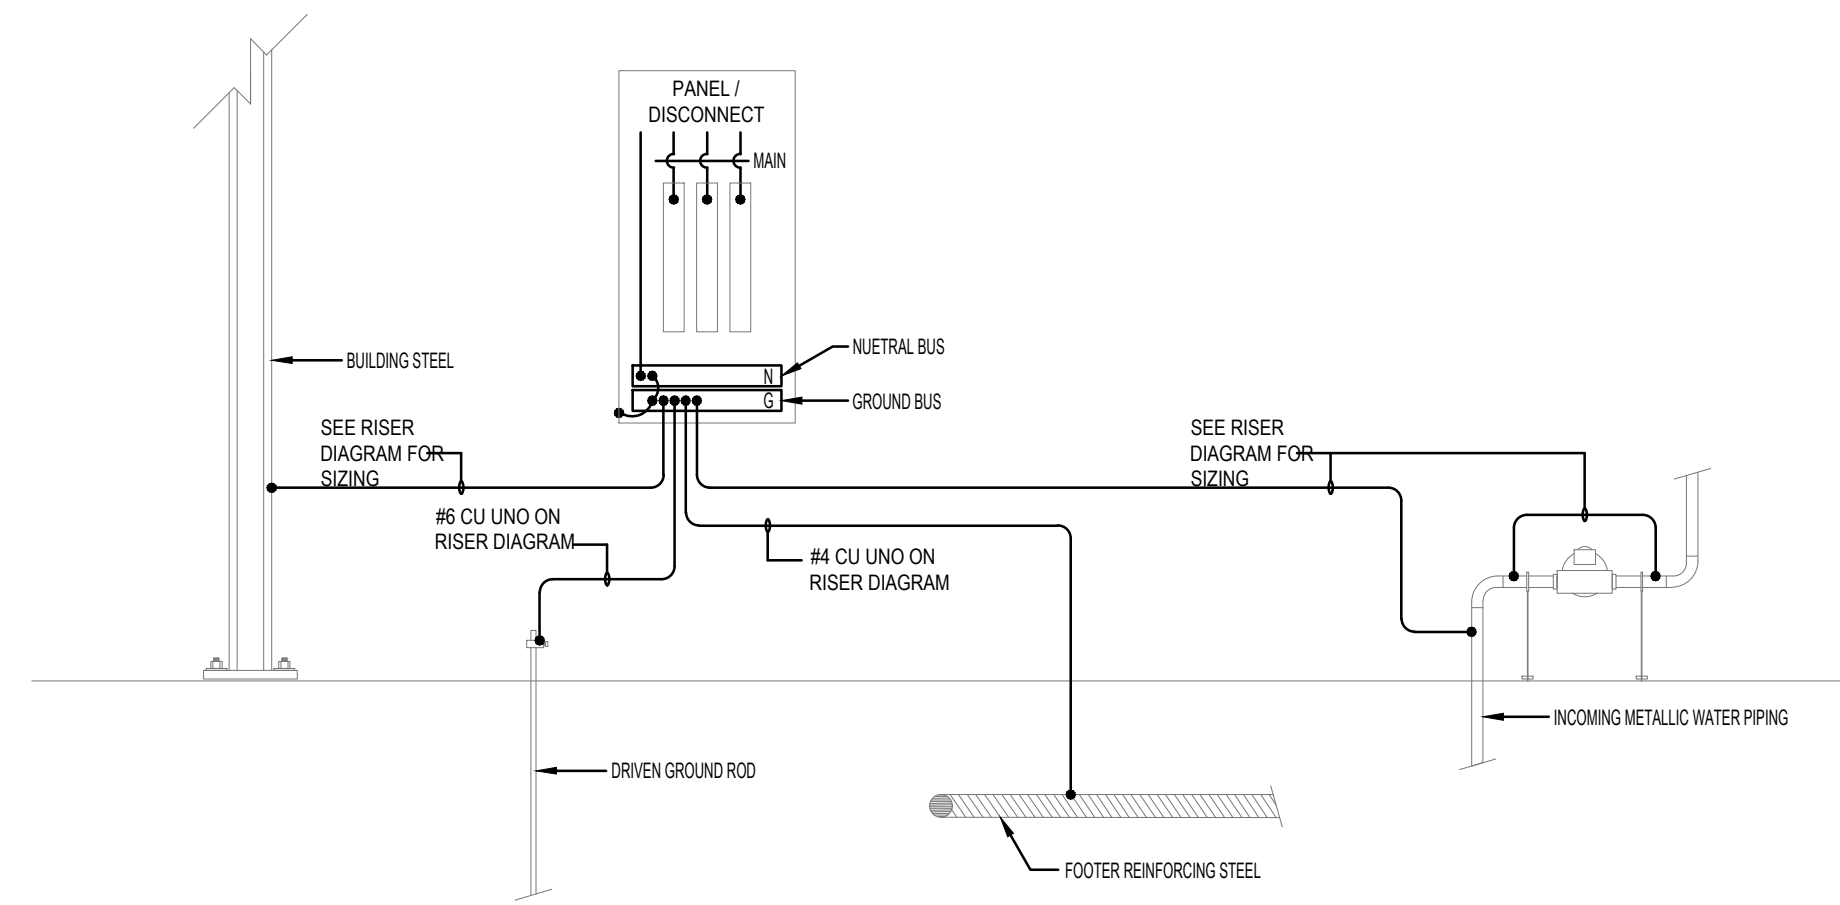 PANEL /
DISCONNECT
MAIN
NUETRAL BUS
N
BUILDING STEEL
G
GROUND BUS
SEE RISER
DIAGRAM FOR
SIZING
SEE RISER
DIAGRAM FOR
SIZING
#6 CU UNO ON
RISER DIAGRAM
#4 CU UNO ON
RISER DIAGRAM
INCOMING METALLIC WATER PIPING
DRIVEN GROUND ROD
FOOTER REINFORCING STEEL